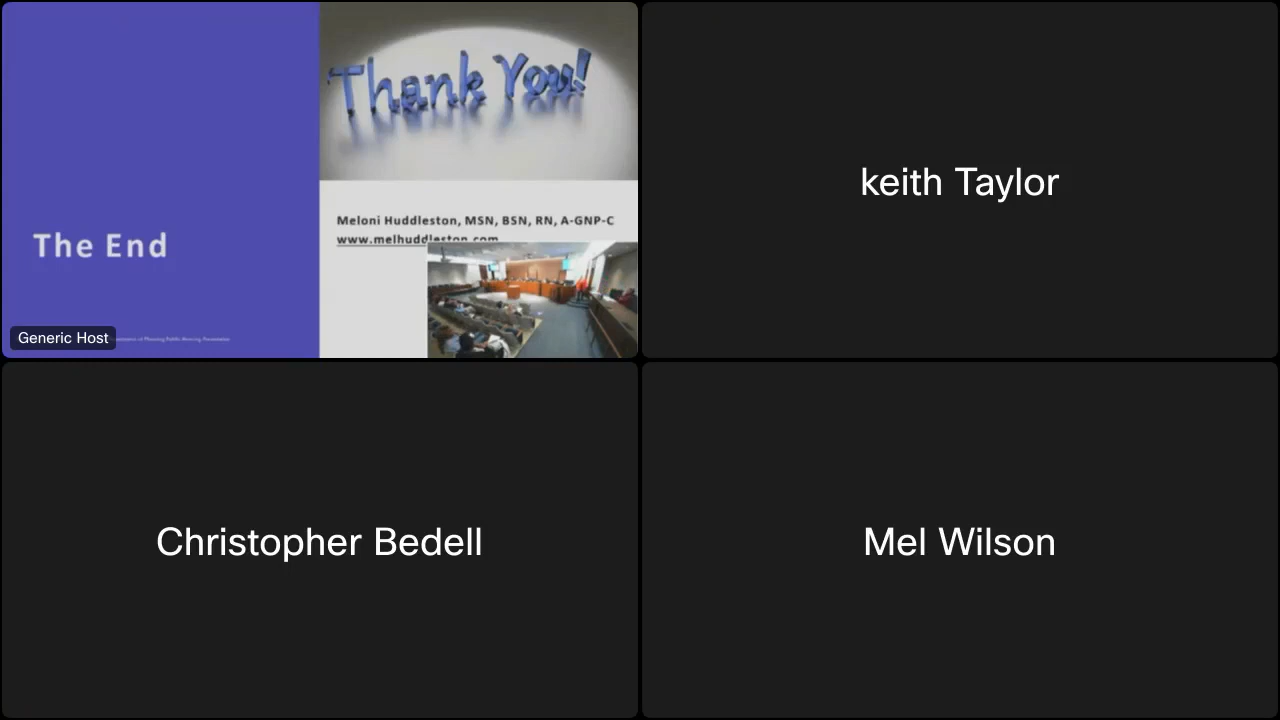 Thank You!
Meloni Huddleston, MSN, BSN, RN, A-GNP-C
www.melhuddleston.com
The End
Generic Host
keith Taylor
Christopher Bedell
Mel Wilson